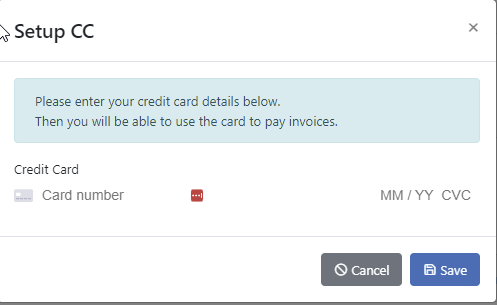 Setup CC
×
Please enter your credit card details below.
Then you will be able to use the card to pay invoices.
Credit Card
Card number MM / YY CVC
Cancel Save